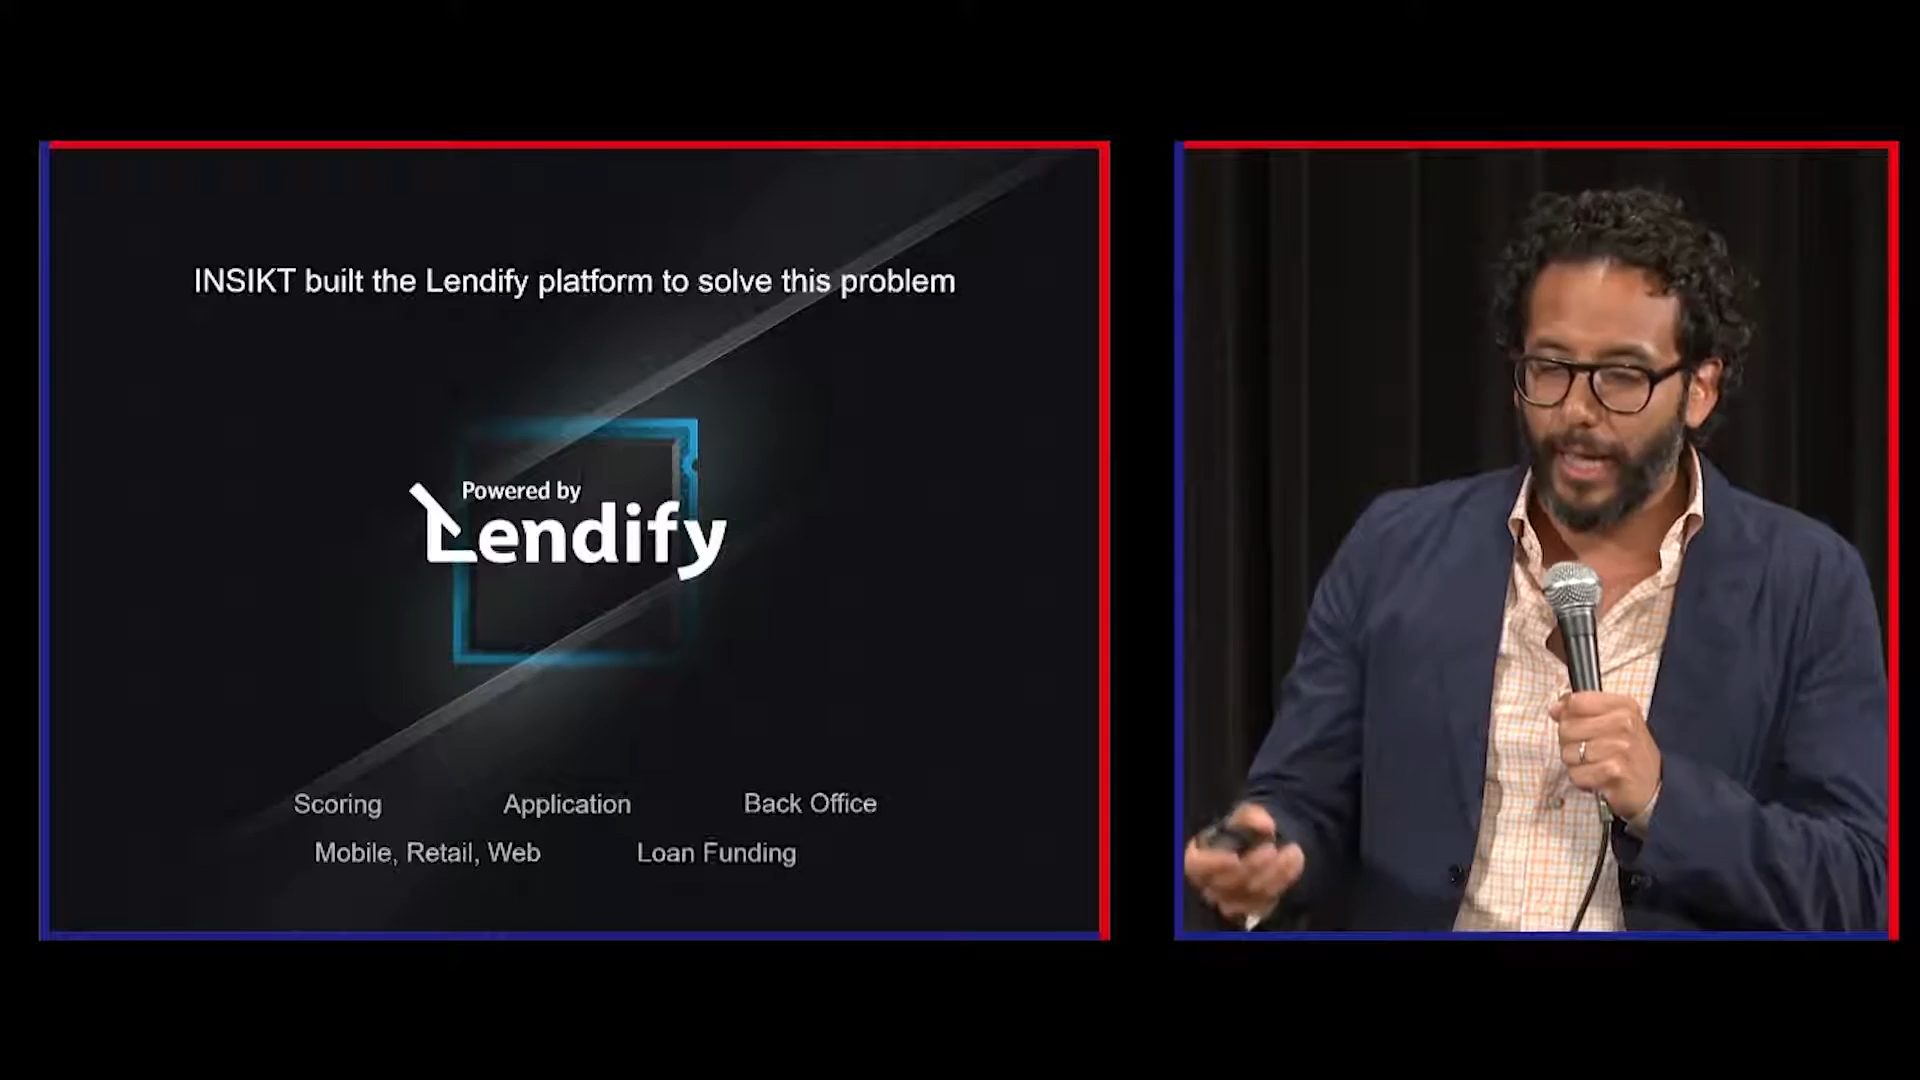 INSIKT built the Lendify platform to solve this problem
Powered by
Lendify
Scoring Application Back Office
Mobile, Retail, Web Loan Funding